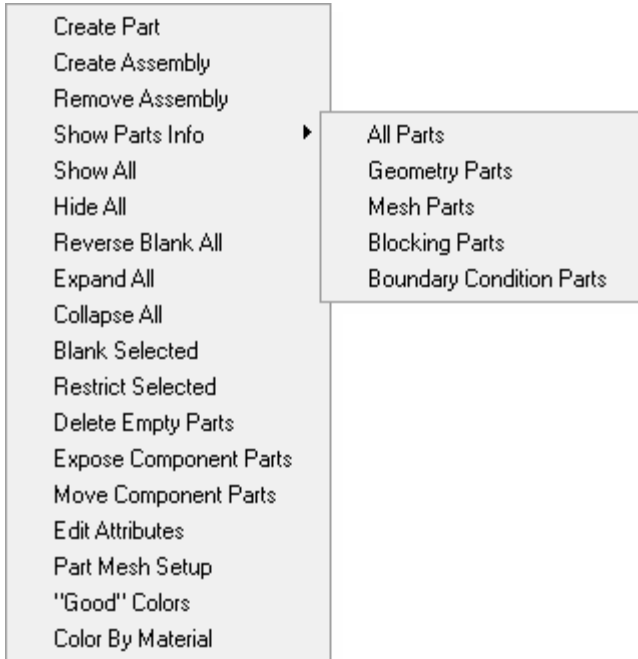 Create Part
Create Assembly
Remove Assembly
Show Parts Info
Show All
Hide All
Reverse Blank All
Expand All
Collapse All
Blank Selected
Restrict Selected
Delete Empty Parts
Expose Component Parts
Move Component Parts
Edit Attributes
Part Mesh Setup
"Good" Colors
Color By Material
All Parts
Geometry Parts
Mesh Parts
Blocking Parts
Boundary Condition Parts